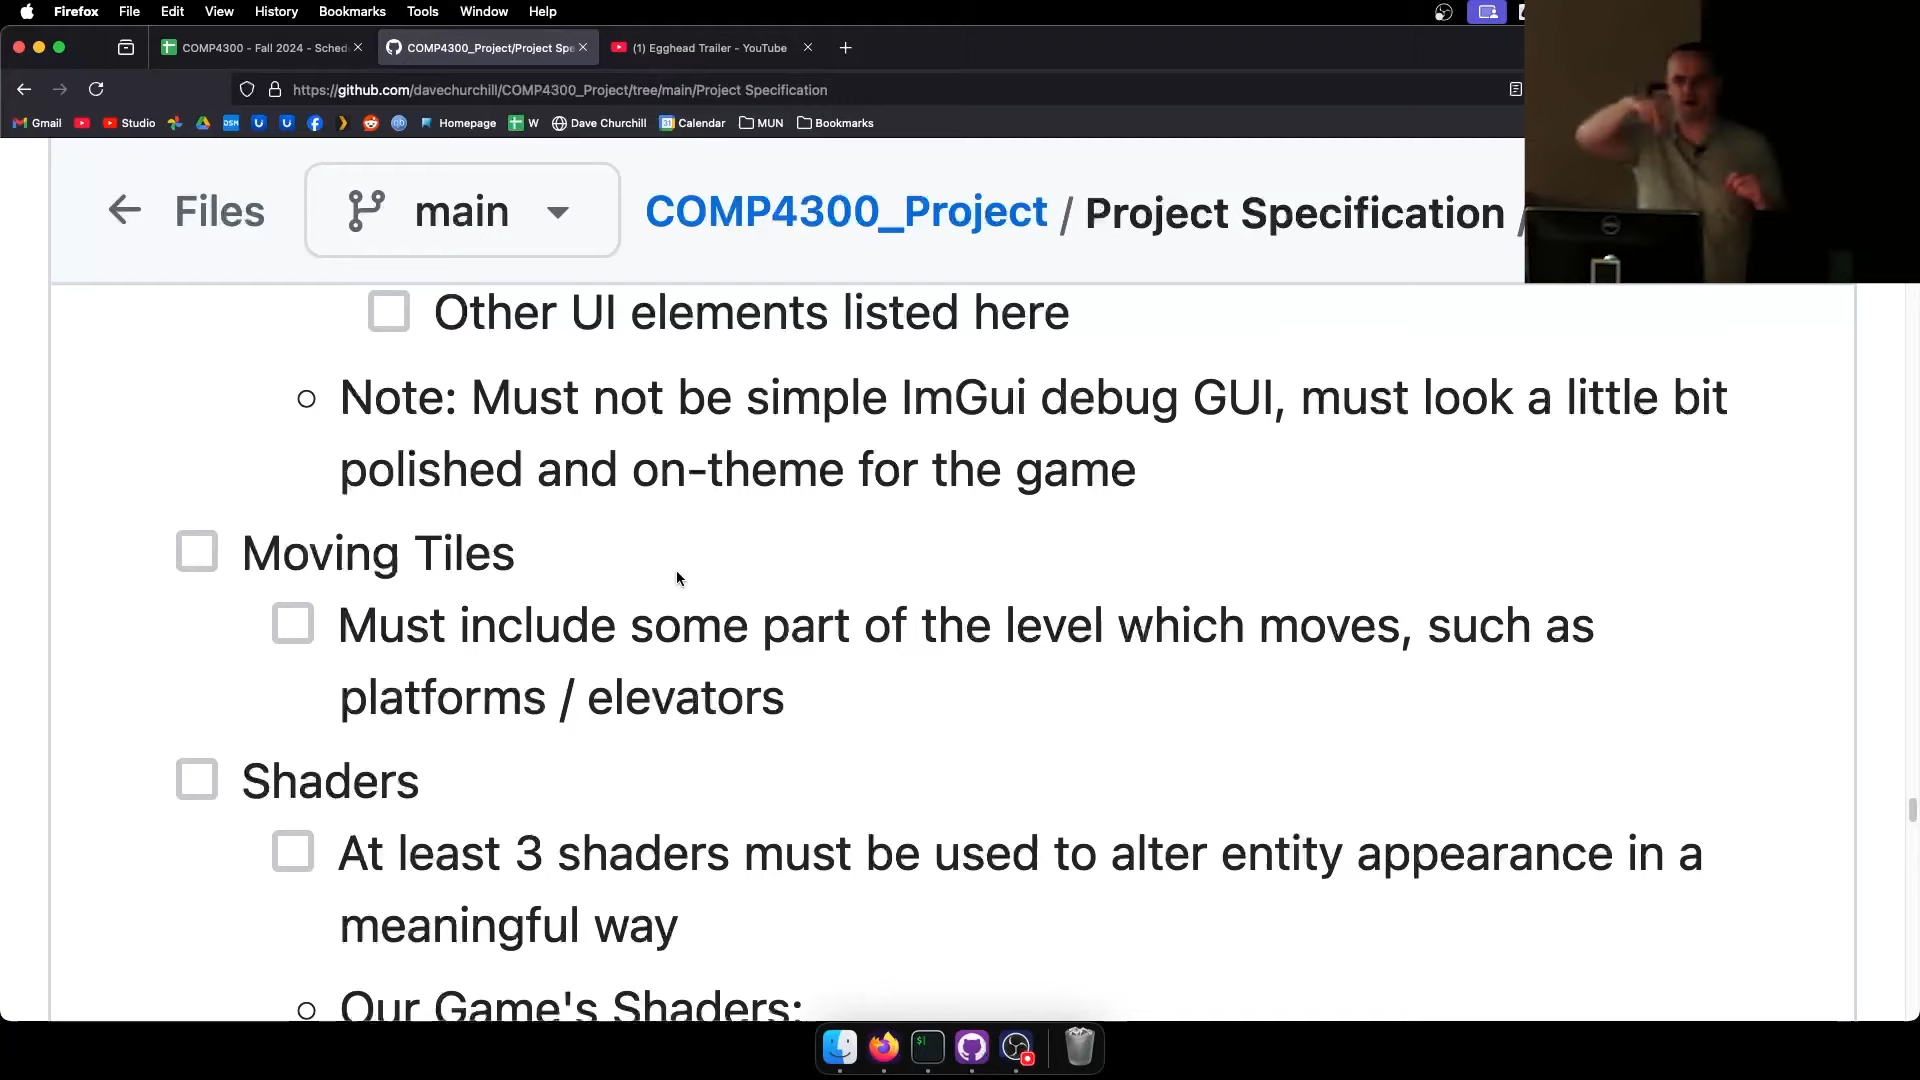 Firefox File Edit View History Bookmarks Tools Window Help
COMP4300 - Fall 2024 - Sched
COMP4300_Project/Project Spe
(1) Egghead Trailer - YouTube
https://github.com/davechurchill/COMP4300_Project/tree/main/Project Specification
Gmail Studio DSM Homepage W Dave Churchill Calendar MUN Bookmarks
Files main COMP4300_Project / Project Specification /
Other UI elements listed here
Note: Must not be simple ImGui debug GUI, must look a little bit
polished and on-theme for the game
Moving Tiles
Must include some part of the level which moves, such as
platforms / elevators
Shaders
At least 3 shaders must be used to alter entity appearance in a
meaningful way
Our Game's Shaders: